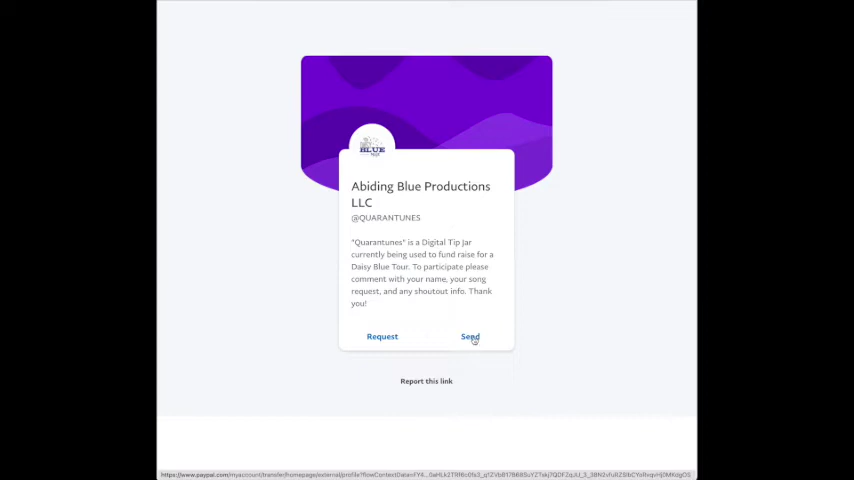 BLUE
Abiding Blue Productions
LLC
@QUARANTUNES
"Quarantunes" is a Digital Tip Jar
currently being used to fund raise for a
Daisy Blue Tour. To participate please
comment with your name, your song
request, and any shoutout info. Thank
you!
Request Send
Report this link